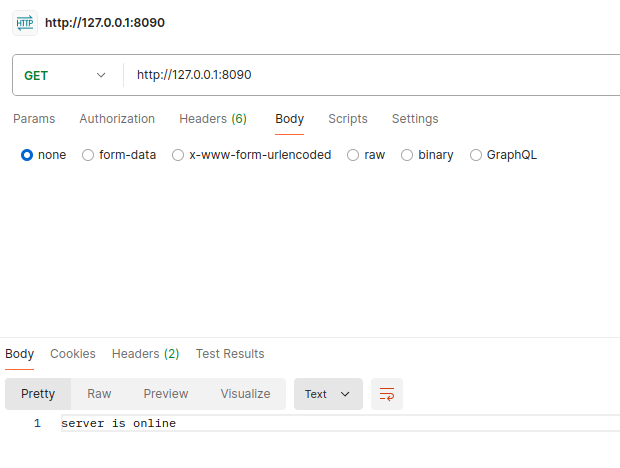 HTTP http://127.0.0.1:8090
GET http://127.0.0.1:8090
Params Authorization Headers (6) Body Scripts Settings
none form-data x-www-form-urlencoded raw binary GraphQL
Body Cookies Headers (2) Test Results
Pretty Raw Preview Visualize Text
1 server is online